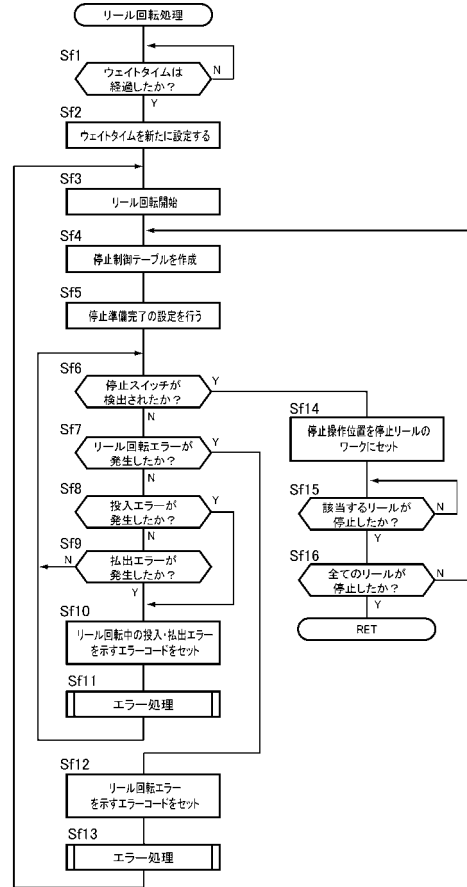 リール回転処理
Sf1
ウェイトタイムは
経過したか？
N
Y
Sf2
ウェイトタイムを新たに設定する
Sf3
リール回転開始
Sf4
停止制御テーブルを作成
Sf5
停止準備完了の設定を行う
Sf6
停止スイッチが
検出されたか？
Y
N
Sf7
リール回転エラーが
発生したか？
Y
N
Sf8
投入エラーが
発生したか？
Y
N
Sf9
払出エラーが
発生したか？
N
Y
Sf10
リール回転中の投入・払出エラー
を示すエラーコードをセット
Sf11
エラー処理
Sf12
リール回転エラー
を示すエラーコードをセット
Sf13
エラー処理
Sf14
停止操作位置を停止リールの
ワークにセット
Sf15
該当するリールが
停止したか？
N
Y
Sf16
全てのリールが
停止したか？
N
Y
RET